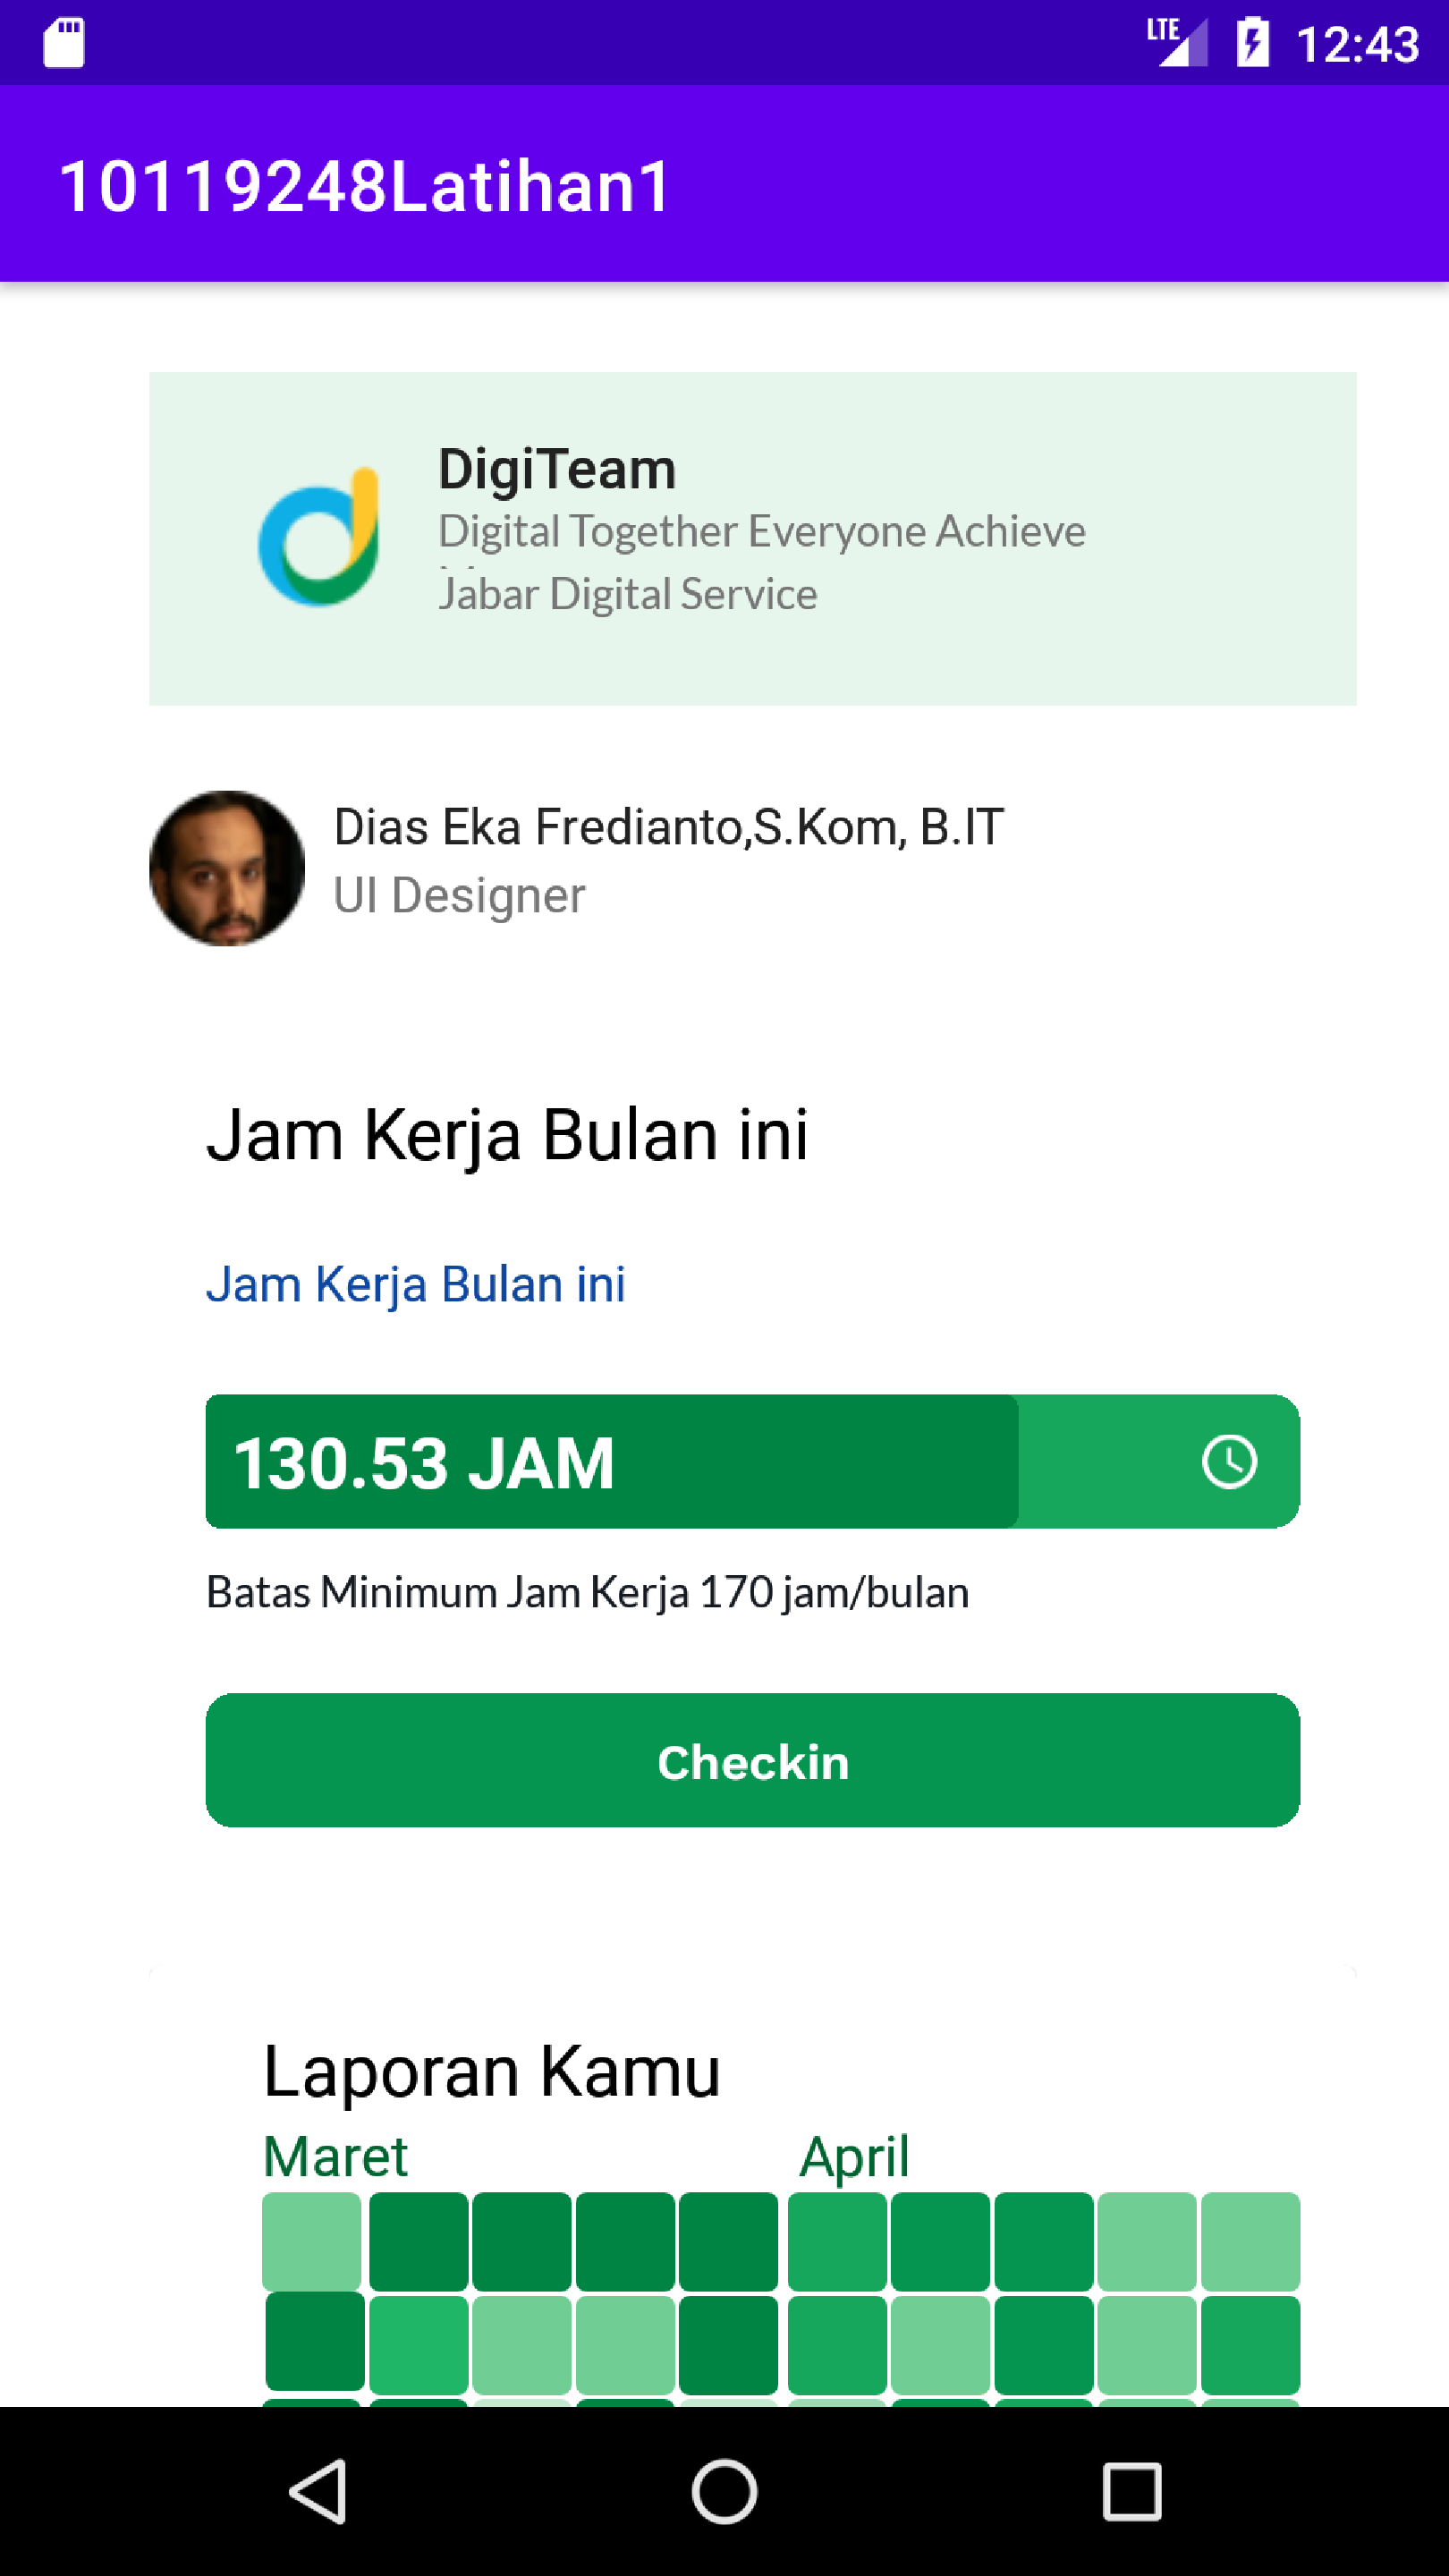 LTE 12:43
10119248Latihan1
DigiTeam
Digital Together Everyone Achieve
Jabar Digital Service
Dias Eka Fredianto,S.Kom, B.IT
UI Designer
Jam Kerja Bulan ini
Jam Kerja Bulan ini
130.53 JAM
Batas Minimum Jam Kerja 170 jam/bulan
Checkin
Laporan Kamu
Maret April